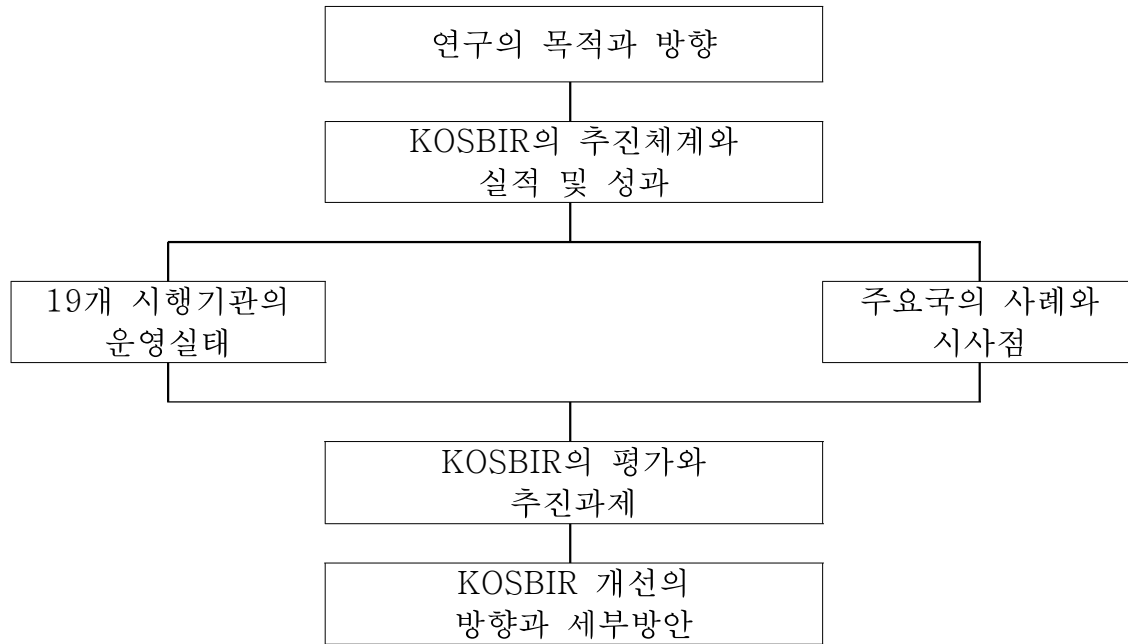 연구의 목적과 방향
KOSBIR의 추진체계와
실적 및 성과
19개 시행기관의
운영실태
주요국의 사례와
시사점
KOSBIR의 평가와
추진과제
KOSBIR 개선의
방향과 세부방안